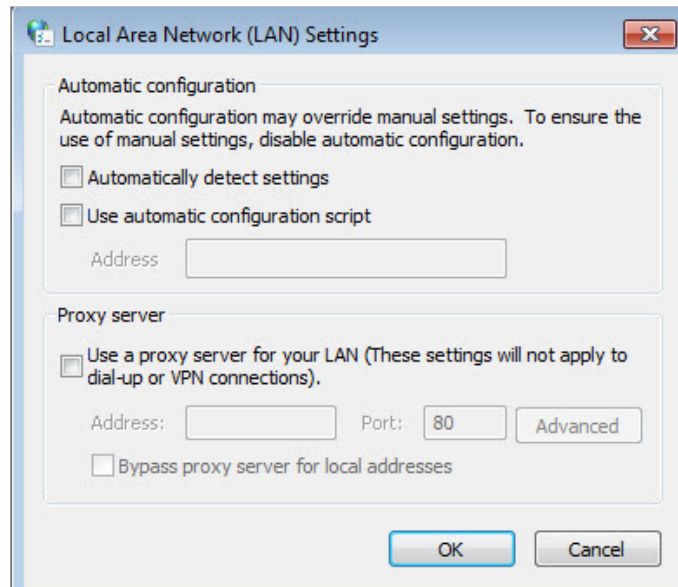 Local Area Network (LAN) Settings
Automatic configuration
Automatic configuration may override manual settings. To ensure the
use of manual settings, disable automatic configuration.
Automatically detect settings
Use automatic configuration script
Address
Proxy server
Use a proxy server for your LAN (These settings will not apply to
dial-up or VPN connections).
Address: Port: 80 Advanced
Bypass proxy server for local addresses
OK Cancel